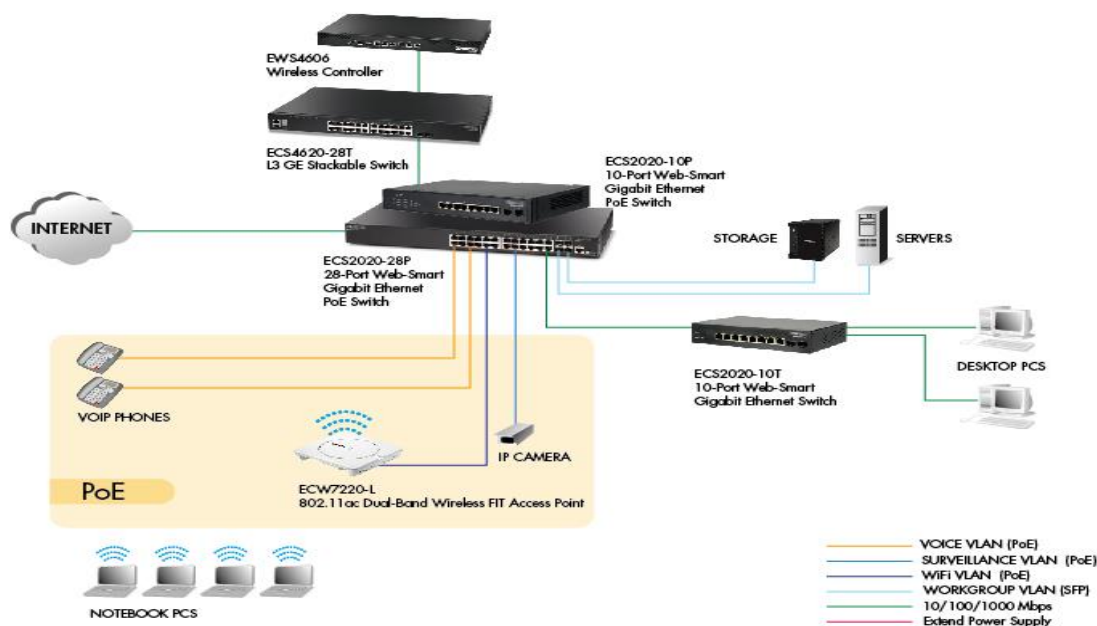 EWS4606
Wireless Controller
ECS4620-28T
L3 GE Stackable Switch
ECS2020-10P
10-Port Web-Smart
Gigabit Ethernet
PoE Switch
INTERNET
STORAGE
SERVERS
ECS2020-28P
28-Port Web-Smart
Gigabit Ethernet
PoE Switch
ECS2020-10T
10-Port Web-Smart
Gigabit Ethernet Switch
DESKTOP PCS
VOIP PHONES
IP CAMERA
ECW7220-L
802.11ac Dual-Band Wireless FIT Access Point
PoE
NOTEBOOK PCS
VOICE VLAN (PoE)
SURVEILLANCE VLAN (PoE)
WiFi VLAN (PoE)
WORKGROUP VLAN (SFP)
10/100/1000 Mbps
Extend Power Supply